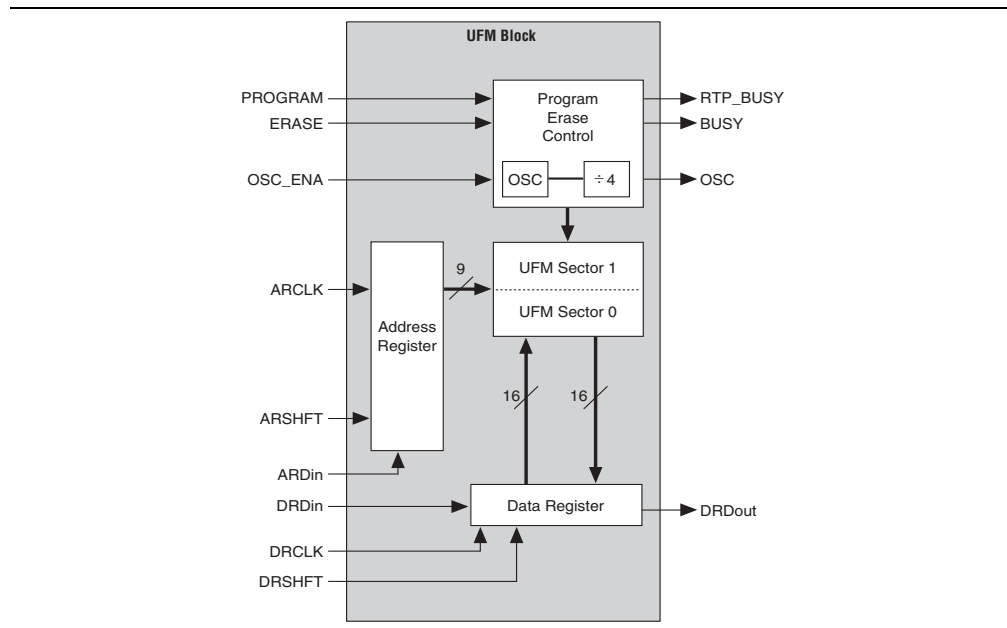 UFM Block
PROGRAM
ERASE
OSC_ENA
Program
Erase
Control
OSC
÷ 4
RTP_BUSY
BUSY
OSC
ARCLK
ARSHFT
ARDin
Address
Register
9
UFM Sector 1
UFM Sector 0
16
16
DRDin
DRCLK
DRSHFT
Data Register
DRDout